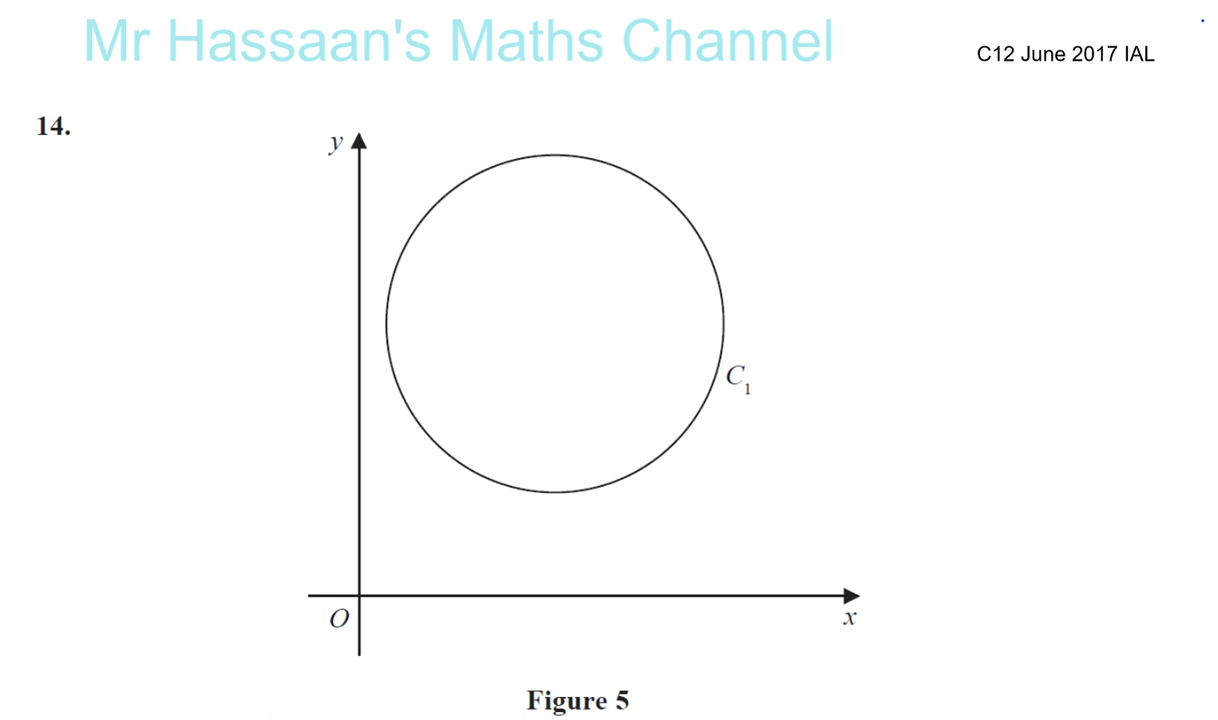 Mr Hassaan's Maths Channel
C12 June 2017 IAL
14.
y
C₁
O
x
Figure 5